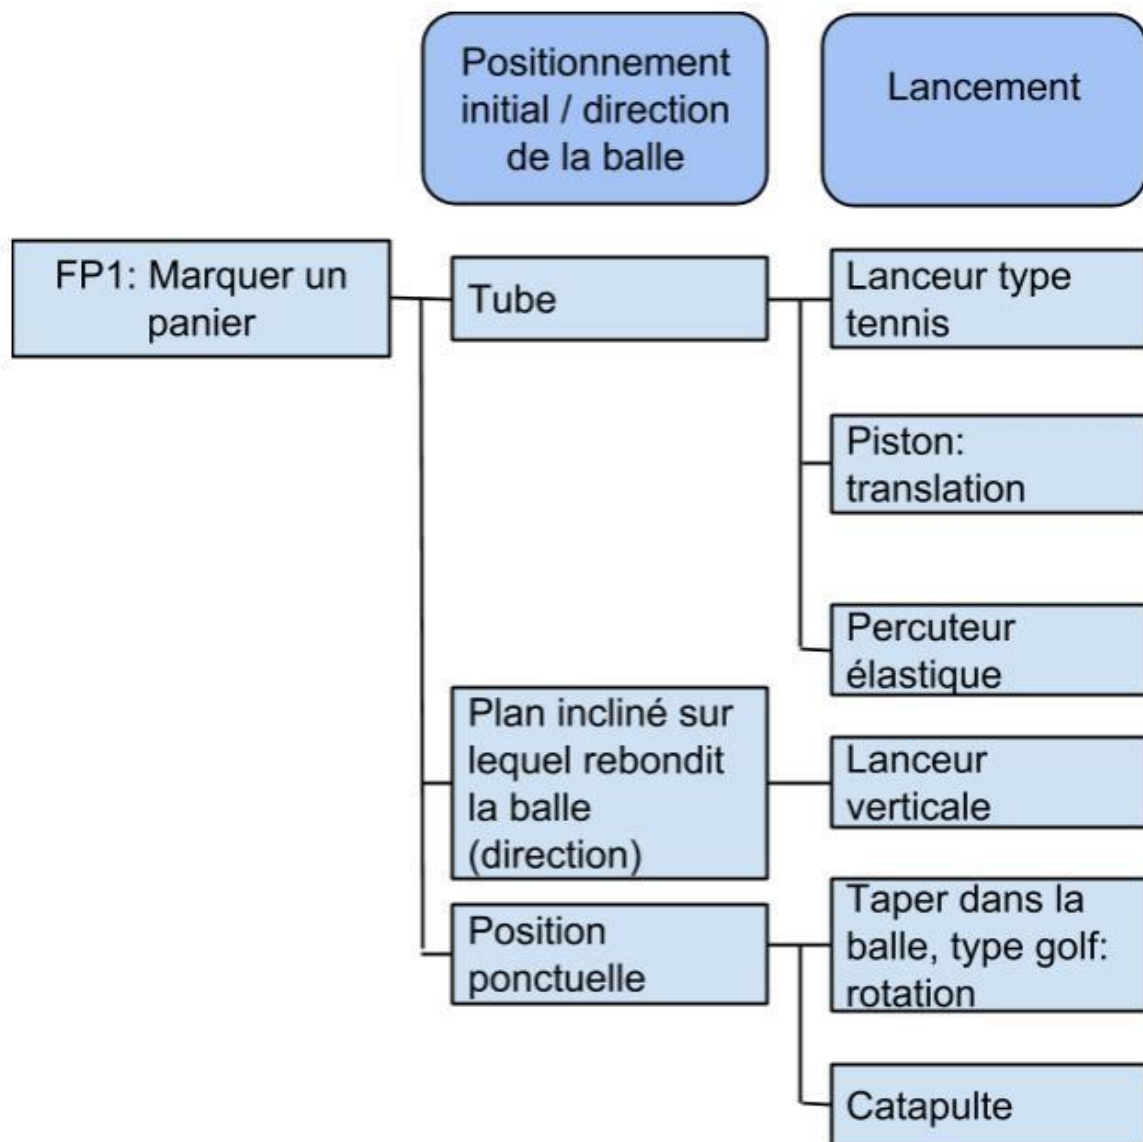 Positionnement
initial / direction
de la balle
Lancement
FP1: Marquer un
panier
Tube
Lanceur type
tennis
Piston:
translation
Percuteur
élastique
Plan incliné sur
lequel rebondit
la balle
(direction)
Lanceur
verticale
Position
ponctuelle
Taper dans la
balle, type golf:
rotation
Catapulte